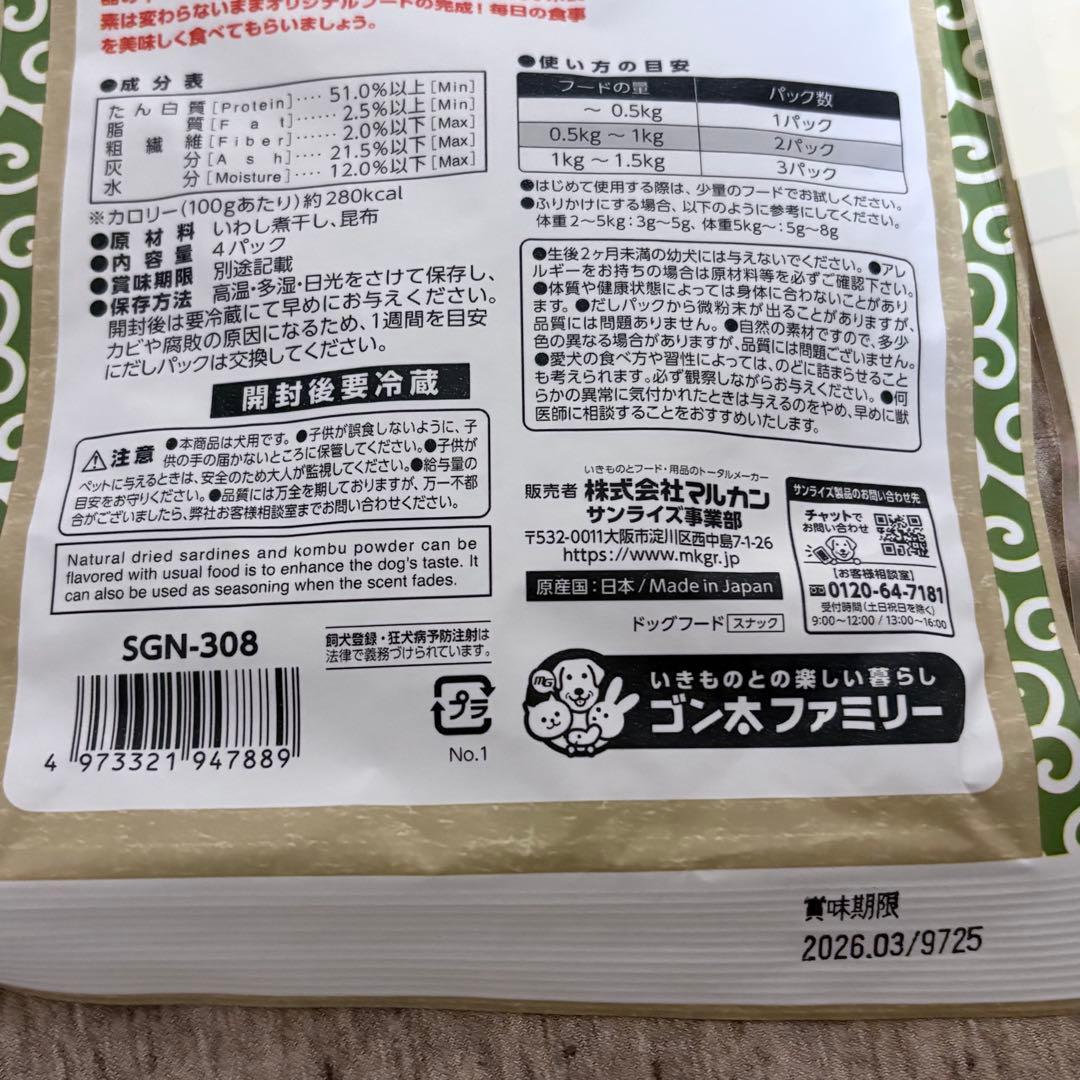 素は変わらないままオリジナルフードの完成!毎日の食事
を美味しく食べてもらいましょう。
●成分表
たん白質[Protein]‥‥51.0%以上[Min]
脂質[Fat]‥‥2.5%以上[Min]
粗繊維[Fiber]‥‥2.0%以下[Max]
灰分[Ash]‥‥21.5%以下[Max]
水分[Moisture]‥‥12.0%以下[Max]
※カロリー(100gあたり)約280kcal
●原材料 いわし煮干し、昆布
●内容量 4パック
●賞味期限 別途記載
●保存方法 高温・多湿・日光をさけて保存し、
開封後は要冷蔵にて早めにお与えください。
カビや腐敗の原因になるため、1週間を目安
にだしパックは交換してください。
開封後要冷蔵
注意 ●本商品は犬用です。●子供が誤食しないように、子
供の手の届かないところに保管してください。●子供が
ペットに与えるときは、安全のため大人が監視してください。●給与量の
目安をお守りください。●品質には万全を期しておりますが、万一不都
合がございましたら、弊社お客様相談室までお問い合わせください。
Natural dried sardines and kombu powder can be
flavored with usual food is to enhance the dog's taste. It
can also be used as seasoning when the scent fades.
SGN-308
飼犬登録・狂犬病予防注射は
法律で義務づけられています。
4 973321 947889
プラ
No.1
●使い方の目安
フードの量 パック数
~ 0.5kg 1パック
0.5kg ~ 1kg 2パック
1kg ~ 1.5kg 3パック
●はじめて使用する際は、少量のフードでお試しください。
●ふりかけにする場合、以下のように参考にしてください。
体重2~5kg:3g~5g、体重5kg~:5g~8g
●生後2ヶ月未満の幼犬には与えないでください。●アレ
ルギーをお持ちの場合は原材料等を必ずご確認下さい。
●体質や健康状態によっては身体に合わないことがあり
ます。●だしパックから微粉末が出ることがありますが、
品質には問題ありません。●自然の素材ですので、多少
色の異なる場合がありますが、品質には問題ございません。
●愛犬の食べ方や習性によっては、のどに詰まらせること
も考えられます。必ず観察しながらお与えください。●何
らかの異常に気付かれたときは与えるのをやめ、早めに獣
医師に相談することをおすすめいたします。
いきものとフード・用品のトータルメーカー
販売者 株式会社マルカン
サンライズ事業部
〒532-0011大阪市淀川区西中島7-1-26
https://www.mkgr.jp
原産国:日本/Made in Japan
ドッグフード スナック
サンライズ製品のお問い合わせ先
チャットで
お問い合わせ
[お客様相談室]
0120-64-7181
受付時間(土日祝日を除く)
9:00~12:00 / 13:00~16:00
MG
いきものとの楽しい暮らし
ゴン太ファミリー
賞味期限
2026.03/9725